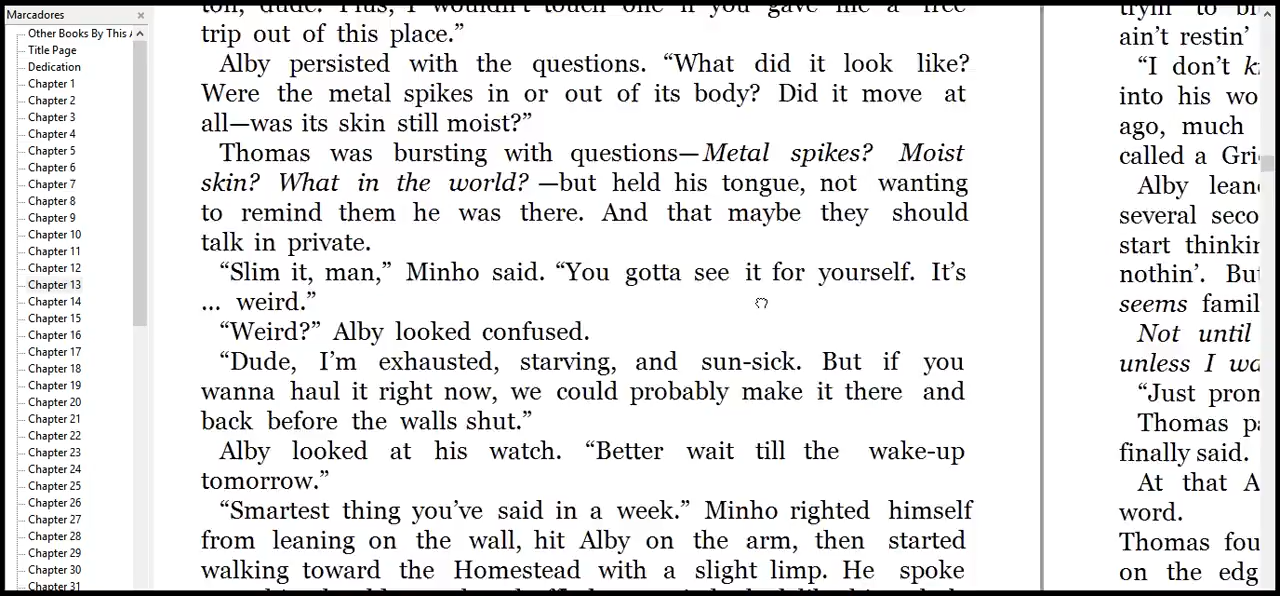 Marcadores
Other Books By This A
Title Page
Dedication
Chapter 1
Chapter 2
Chapter 3
Chapter 4
Chapter 5
Chapter 6
Chapter 7
Chapter 8
Chapter 9
Chapter 10
Chapter 11
Chapter 12
Chapter 13
Chapter 14
Chapter 15
Chapter 16
Chapter 17
Chapter 18
Chapter 19
Chapter 20
Chapter 21
Chapter 22
Chapter 23
Chapter 24
Chapter 25
Chapter 26
Chapter 27
Chapter 28
Chapter 29
Chapter 30
Chapter 31
ton, dude. Plus, I wouldn't touch one if you gave me a free
trip out of this place.”
Alby persisted with the questions. “What did it look like?
Were the metal spikes in or out of its body? Did it move at
all—was its skin still moist?”
Thomas was bursting with questions—Metal spikes? Moist
skin? What in the world? —but held his tongue, not wanting
to remind them he was there. And that maybe they should
talk in private.
“Slim it, man,” Minho said. “You gotta see it for yourself. It’s
... weird.”
“Weird?” Alby looked confused.
“Dude, I’m exhausted, starving, and sun-sick. But if you
wanna haul it right now, we could probably make it there and
back before the walls shut.”
Alby looked at his watch. “Better wait till the wake-up
tomorrow.”
“Smartest thing you’ve said in a week.” Minho righted himself
from leaning on the wall, hit Alby on the arm, then started
walking toward the Homestead with a slight limp. He spoke
ain’t restin’
“I don’t k
into his wo
ago, much
called a Gri
Alby lean
several seco
start thinkin
nothin’. Bu
seems famil
Not until
unless I wa
“Just prom
Thomas pa
finally said.
At that A
word.
Thomas fou
on the edg